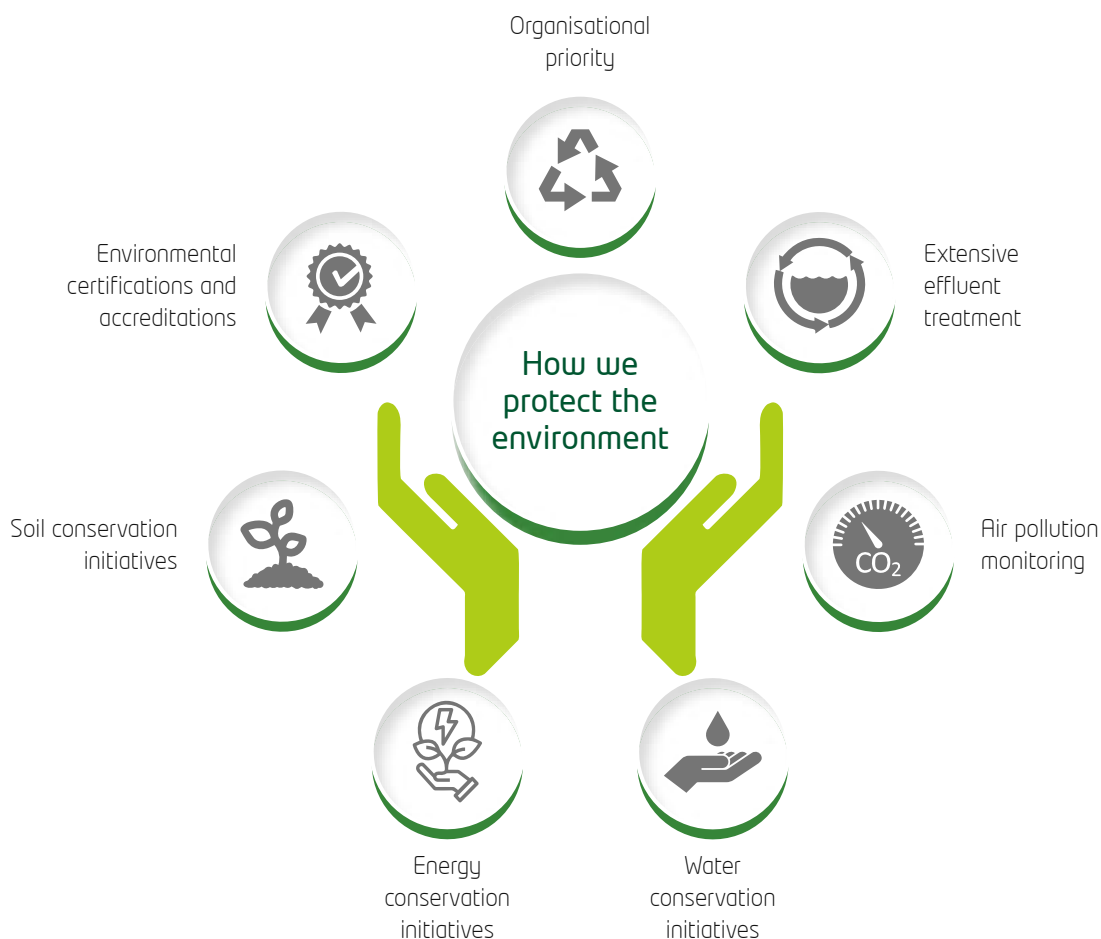 Organisational
priority
Environmental
certifications and
accreditations
Extensive
effluent
treatment
How we
protect the
environment
Soil conservation
initiatives
Air pollution
monitoring
CO₂
Energy
conservation
initiatives
Water
conservation
initiatives